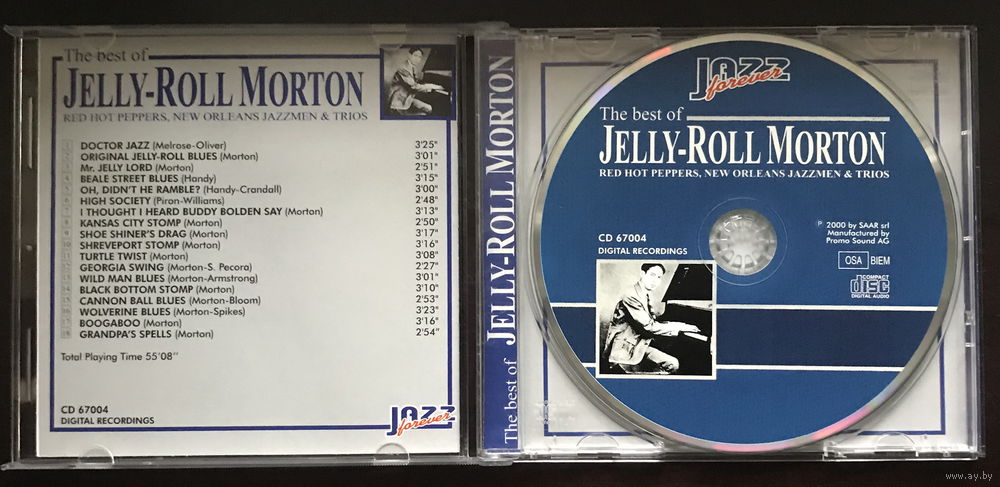 The best of
JELLY-ROLL MORTON
RED HOT PEPPERS, NEW ORLEANS JAZZMEN & TRIOS
DOCTOR JAZZ (Melrose-Oliver) 3'25"
ORIGINAL JELLY-ROLL BLUES (Morton) 3'01"
Mr. JELLY LORD (Morton) 2'51"
BEALE STREET BLUES (Handy) 3'15"
OH, DIDN'T HE RAMBLE? (Handy-Crandall) 3'00"
HIGH SOCIETY (Piron-Williams) 2'48"
I THOUGHT I HEARD BUDDY BOLDEN SAY (Morton) 3'13"
KANSAS CITY STOMP (Morton) 2'50"
SHOE SHINER'S DRAG (Morton) 3'17"
SHREVEPORT STOMP (Morton) 3'16"
TURTLE TWIST (Morton) 3'08"
GEORGIA SWING (Morton-S. Pecora) 2'27"
WILD MAN BLUES (Morton-Armstrong) 3'01"
BLACK BOTTOM STOMP (Morton) 3'10"
CANNON BALL BLUES (Morton-Bloom) 2'53"
WOLVERINE BLUES (Morton-Spikes) 3'23"
BOOGABOO (Morton) 3'16"
GRANDPA'S SPELLS (Morton) 2'54"
Total Playing Time 55'08''
CD 67004
DIGITAL RECORDINGS
JAZZ
forever
The best of JELLY-ROLL MORTON
JAZZ
forever
The best of
JELLY-ROLL MORTON
RED HOT PEPPERS, NEW ORLEANS JAZZMEN & TRIOS
CD 67004
DIGITAL RECORDINGS
℗ 2000 by SAAR srl
Manufactured by
Promo Sound AG
OSA BIEM
COMPACT
disc
DIGITAL AUDIO
www.ay.by